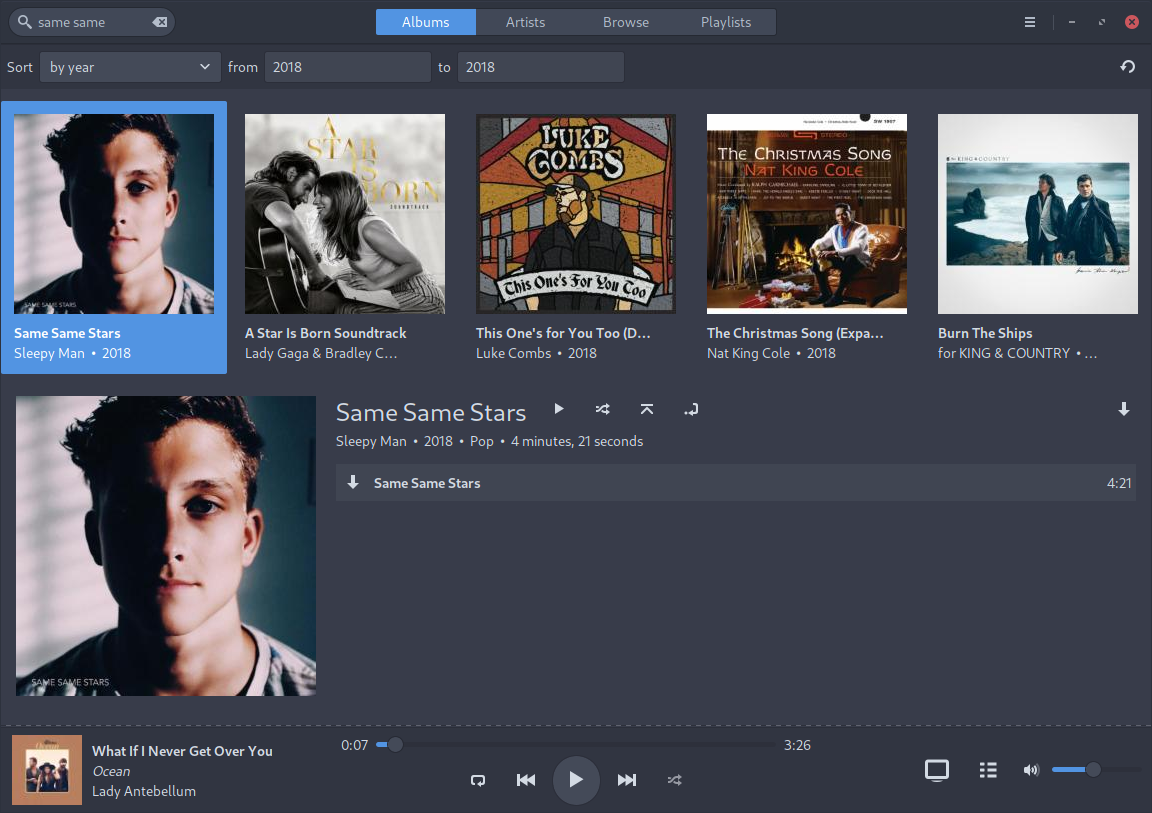 same same
Albums
Artists
Browse
Playlists
Sort
by year
from
2018
to
2018
SAME SAME STARS
A
STAR
IS
BORN
SOUNDTRACK
LUKE
COMBS
This One's For You Too
STEREO
SW 1967
The Christmas Song
NAT KING COLE
KING & COUNTRY
Same Same Stars
Sleepy Man • 2018
A Star Is Born Soundtrack
Lady Gaga & Bradley C...
This One's for You Too (D...
Luke Combs • 2018
The Christmas Song (Expa...
Nat King Cole • 2018
Burn The Ships
for KING & COUNTRY • ...
SAME SAME STARS
Same Same Stars
Sleepy Man • 2018 • Pop • 4 minutes, 21 seconds
Same Same Stars
4:21
Ocean
What If I Never Get Over You
Ocean
Lady Antebellum
0:07
3:26